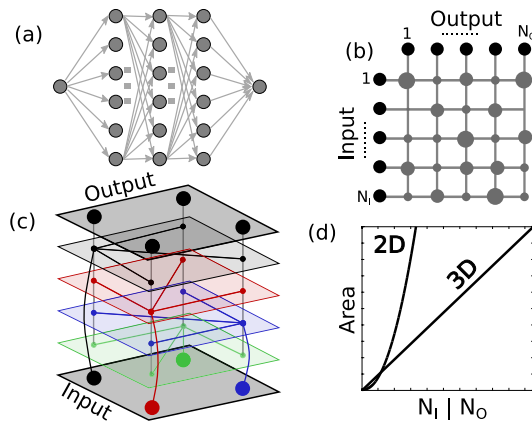 (a)
(b)
Output
1
N_O
1
Input
N_I
(c)
Output
Input
(d)
2D
3D
Area
N_I | N_O